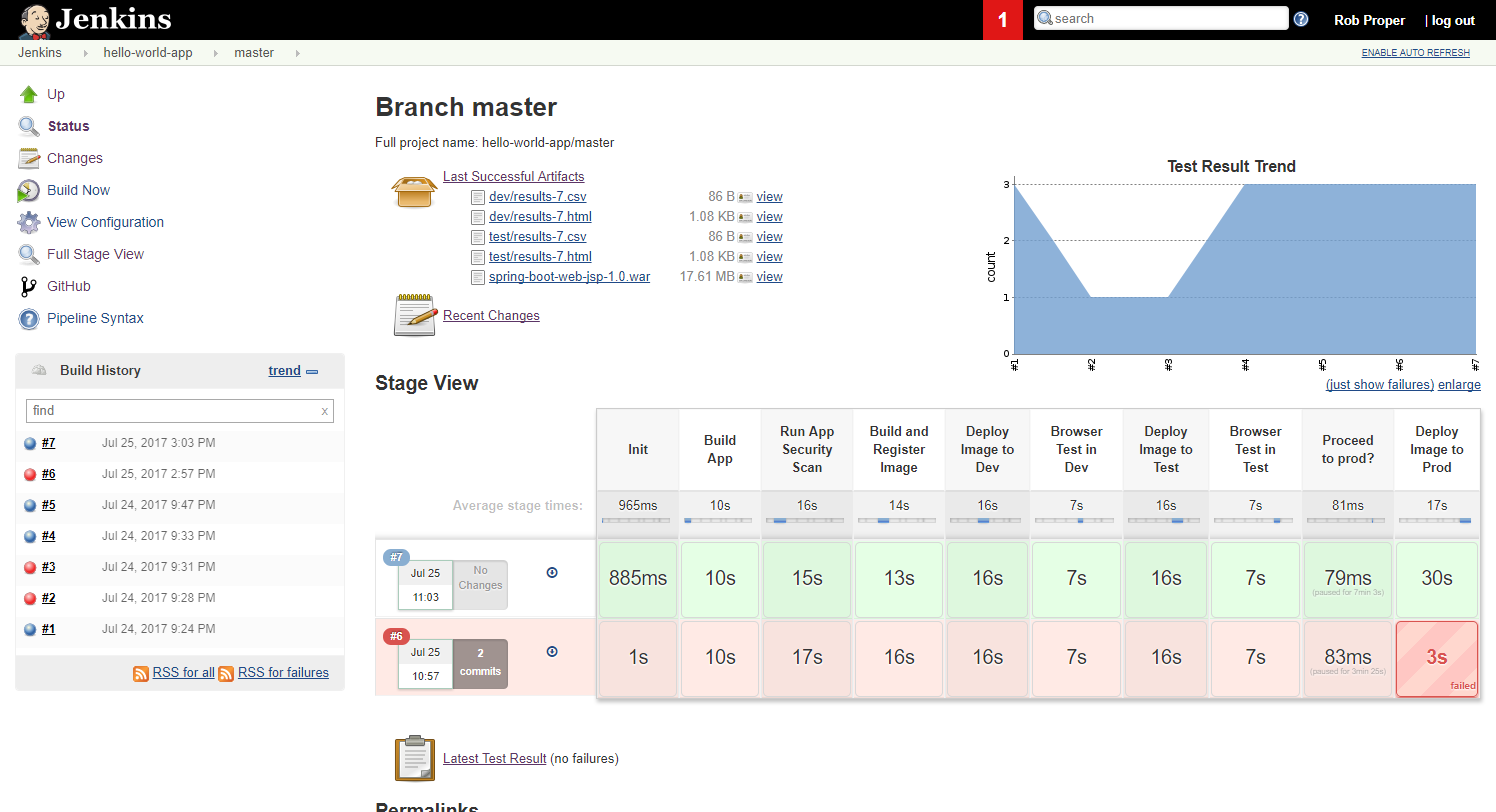 Jenkins
1
search
?
Rob Proper
| log out
Jenkins
hello-world-app
master
ENABLE AUTO REFRESH
Up
Status
Changes
Build Now
View Configuration
Full Stage View
GitHub
? Pipeline Syntax
Build History
trend
find
x
#7 Jul 25, 2017 3:03 PM
#6 Jul 25, 2017 2:57 PM
#5 Jul 24, 2017 9:47 PM
#4 Jul 24, 2017 9:33 PM
#3 Jul 24, 2017 9:31 PM
#2 Jul 24, 2017 9:28 PM
#1 Jul 24, 2017 9:24 PM
RSS for all RSS for failures
Branch master
Full project name: hello-world-app/master
Last Successful Artifacts
dev/results-7.csv 86 B view
dev/results-7.html 1.08 KB view
test/results-7.csv 86 B view
test/results-7.html 1.08 KB view
spring-boot-web-jsp-1.0.war 17.61 MB view
Recent Changes
Test Result Trend
count
3
2
1
0
#1 #2 #3 #4 #5 #6 #7
(just show failures) enlarge
Stage View
Init
Build
App
Run App
Security
Scan
Build and
Register
Image
Deploy
Image to
Dev
Browser
Test in
Dev
Deploy
Image to
Test
Browser
Test in
Test
Proceed
to prod?
Deploy
Image to
Prod
Average stage times:
965ms 10s 16s 14s 16s 7s 16s 7s 81ms 17s
#7
Jul 25
11:03
No
Changes
885ms 10s 15s 13s 16s 7s 16s 7s 79ms 30s
(paused for 7min 3s)
#6
Jul 25
10:57
2
commits
1s 10s 17s 16s 16s 7s 16s 7s 83ms 3s
(paused for 3min 25s)
failed
Latest Test Result (no failures)
Permalinks